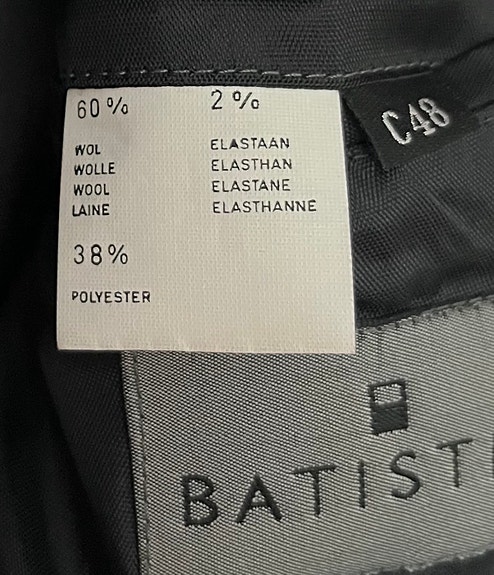 60% 2%
WOL ELASTAAN
WOLLE ELASTHAN
WOOL ELASTANE
LAINE ELASTHANNE
38%
POLYESTER
C48
BATIST